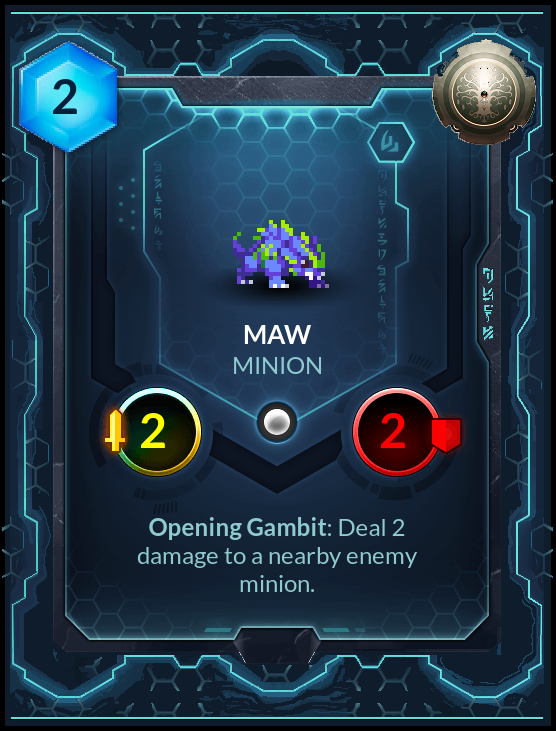 2
MAW
MINION
2
2
Opening Gambit: Deal 2
damage to a nearby enemy
minion.